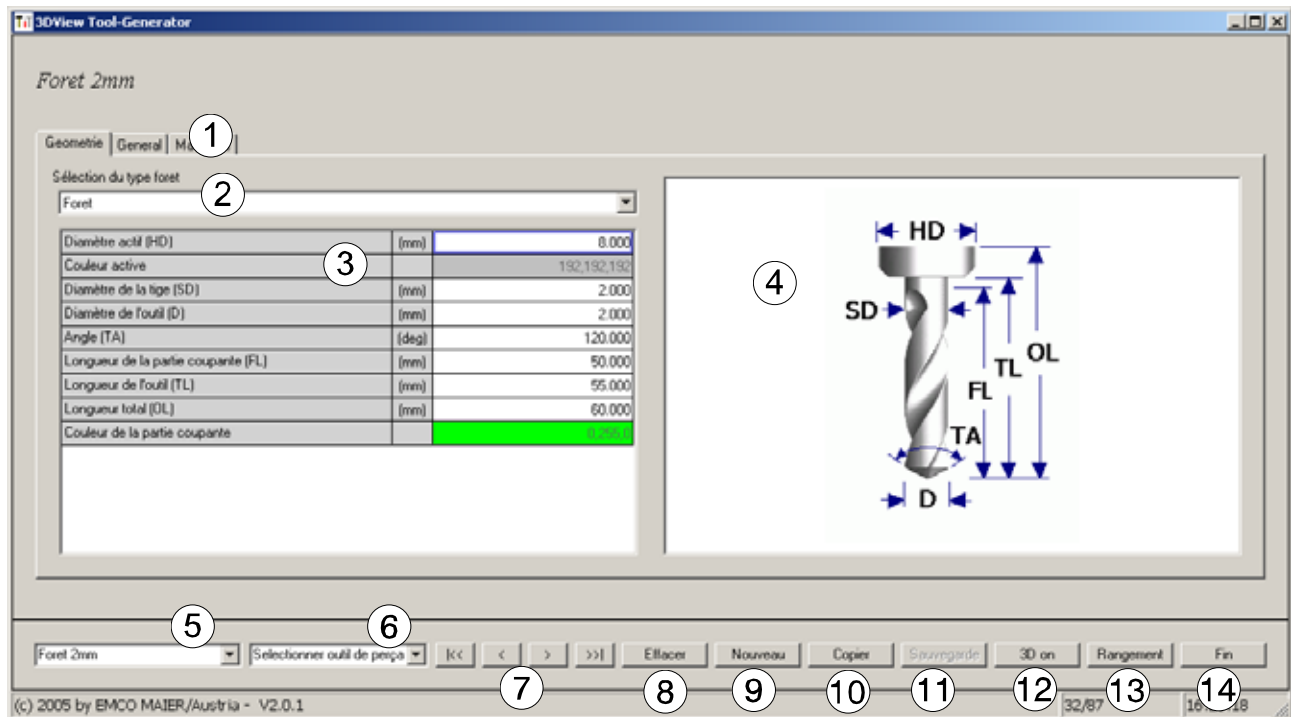 3DView Tool-Generator
Foret 2mm
Geometrie General 1
Sélection du type foret
2
Foret
Diamètre actif (HD) (mm) 8.000
Couleur active 192,192,192
3
Diamètre de la tige (SD) (mm) 2.000
Diamètre de l'outil (D) (mm) 2.000
Angle (TA) (deg) 120.000
Longueur de la partie coupante (FL) (mm) 50.000
Longueur de l'outil (TL) (mm) 55.000
Longueur total (OL) (mm) 60.000
Couleur de la partie coupante 0,255,0
HD
4
SD
OL
TL
FL
TA
D
5 6
Foret 2mm Selectionner outil de perça |<< < > >>| Effacer Nouveau Copier Sauvegarde 3D on Rangement Fin
7 8 9 10 11 12 13 14
(c) 2005 by EMCO MAIER/Austria - V2.0.1 32/87